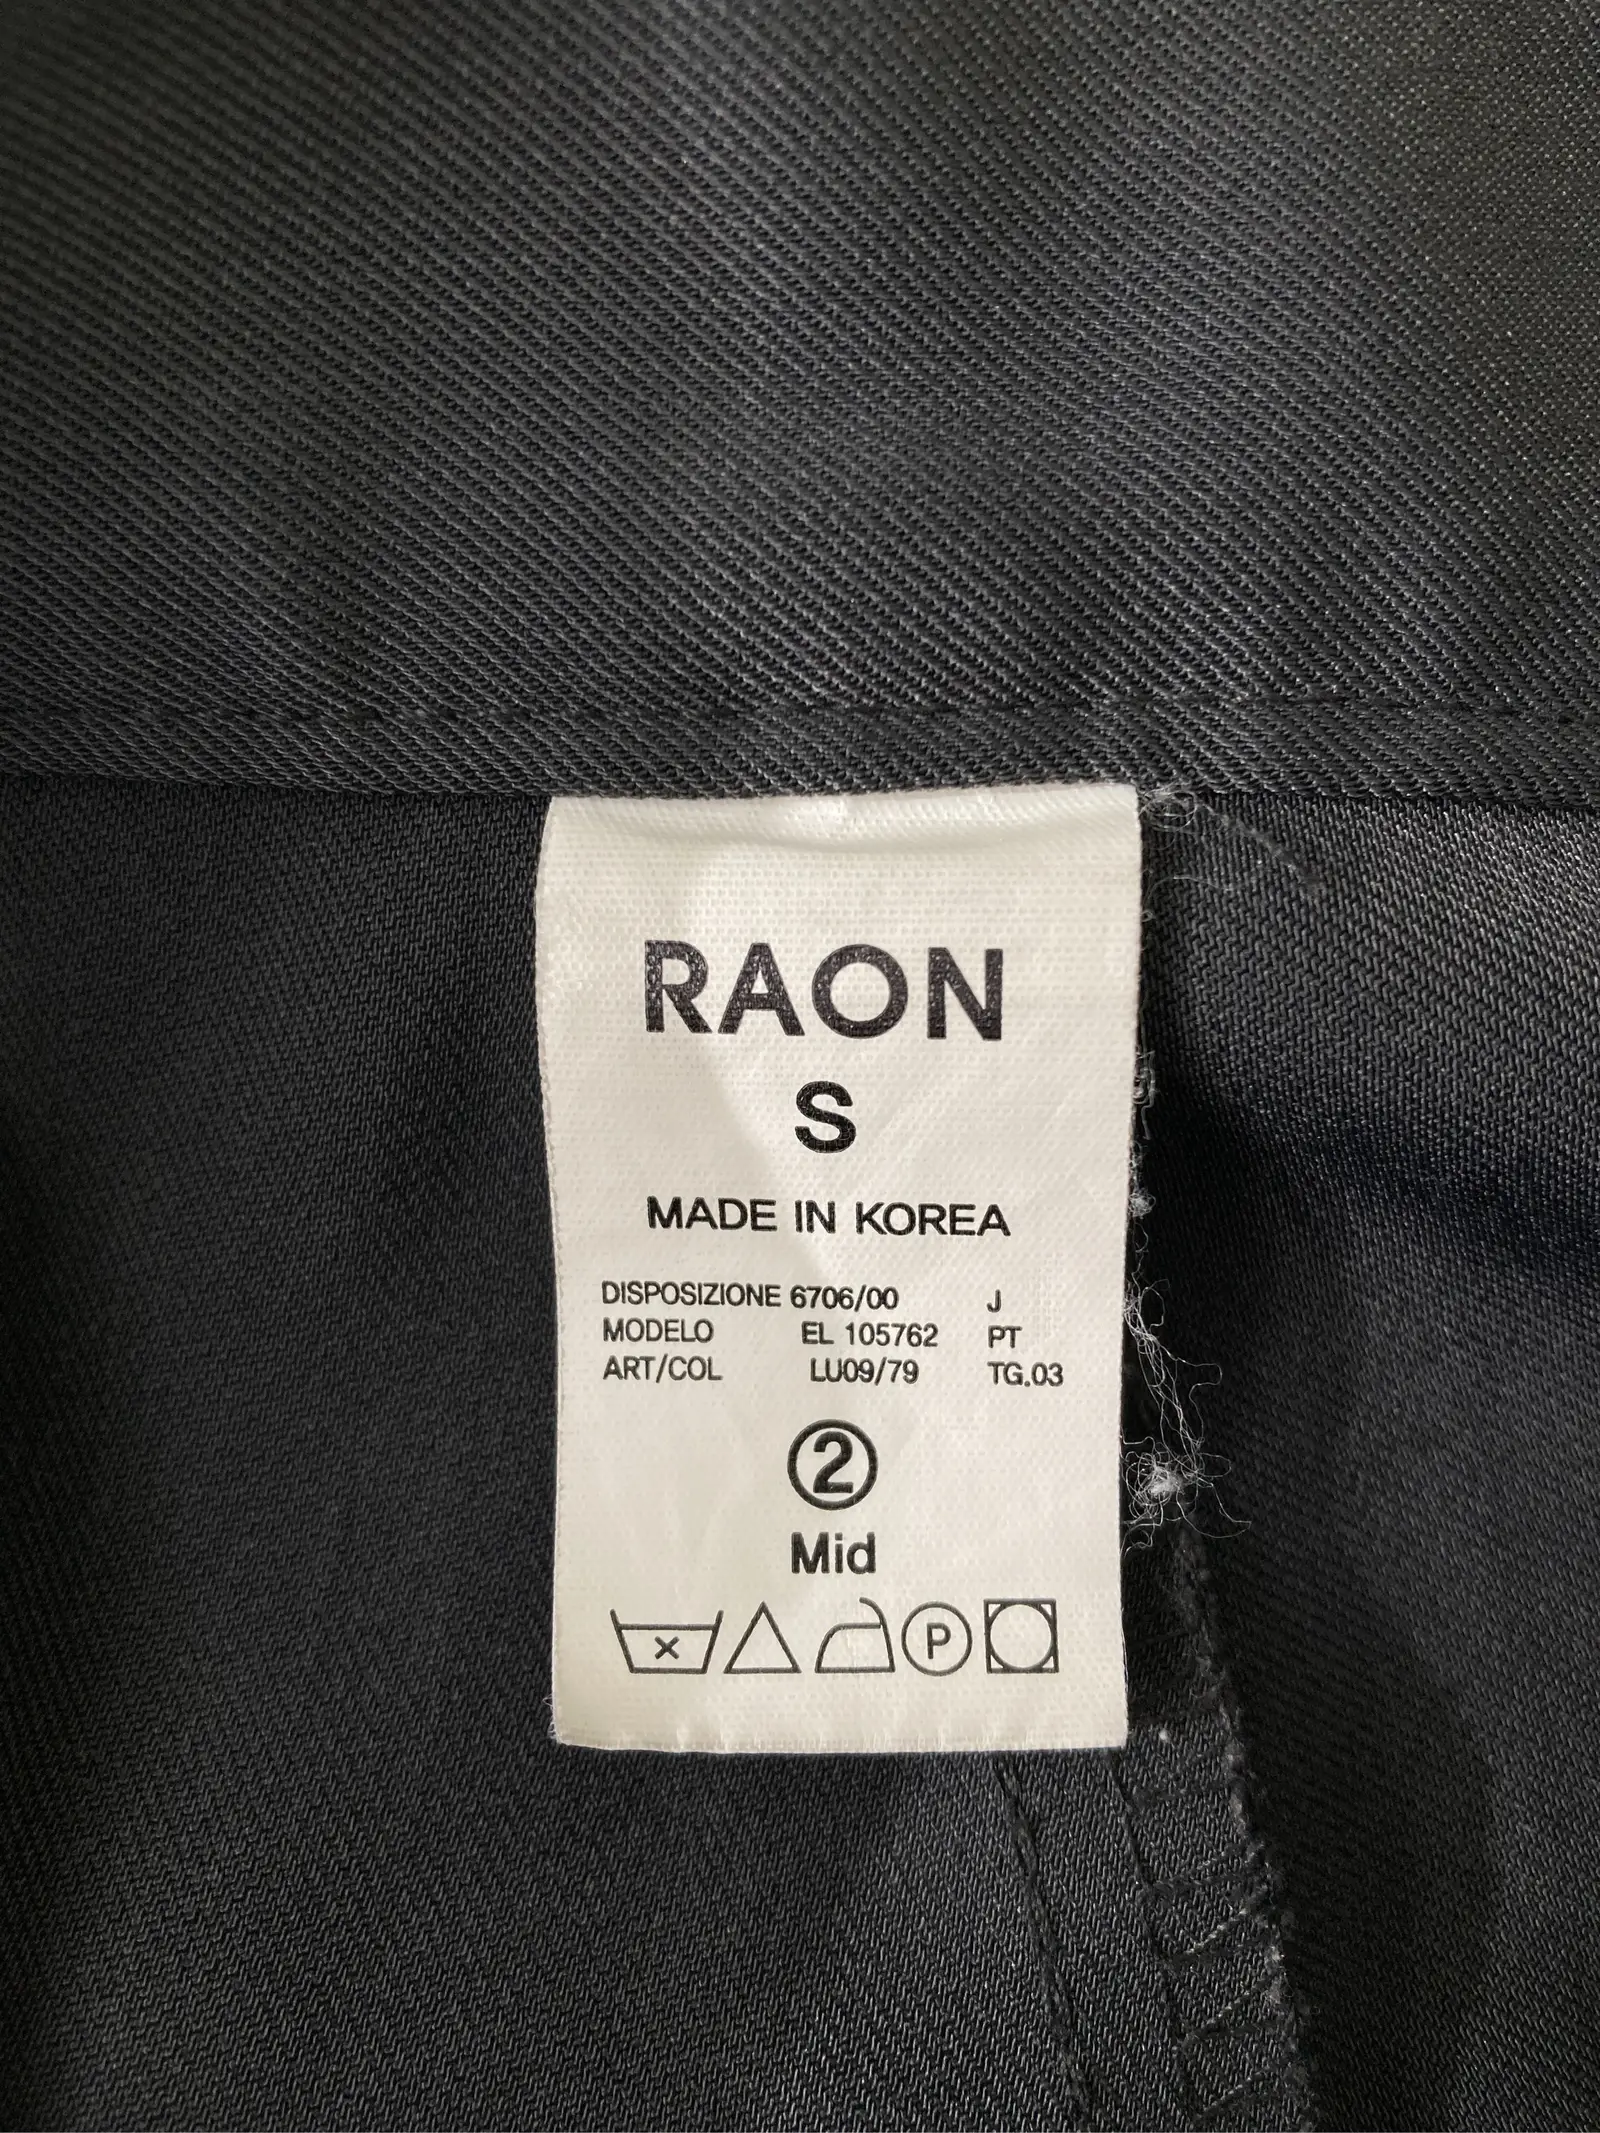 RAON
S
MADE IN KOREA
DISPOSIZIONE 6706/00 J
MODELO EL 105762 PT
ART/COL LU09/79 TG.03
②
Mid
P